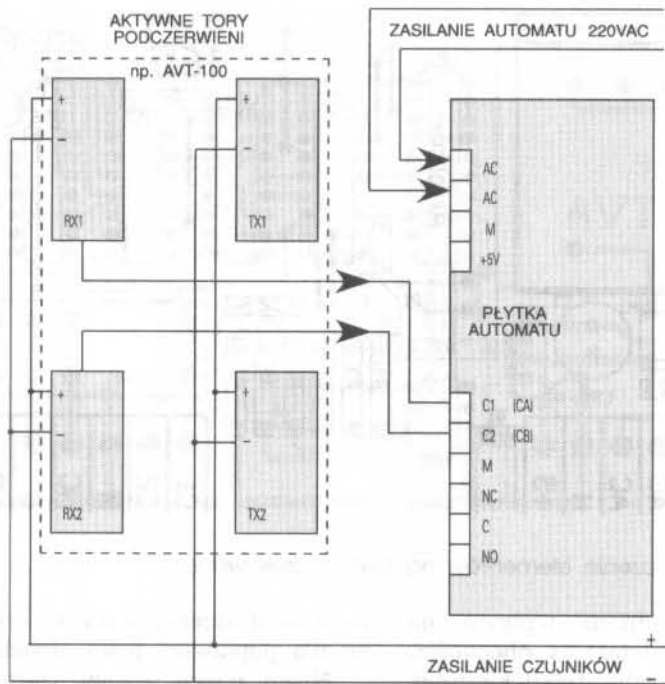 AKTYWNE TORY
PODCZERWIENI
np. AVT-100
ZASILANIE AUTOMATU 220VAC
+
−
RX1
+
−
TX1
AC
AC
M
+5V
PŁYTKA
AUTOMATU
+
−
RX2
+
−
TX2
C1 (CA)
C2 (CB)
M
NC
C
NO
+
ZASILANIE CZUJNIKÓW
−